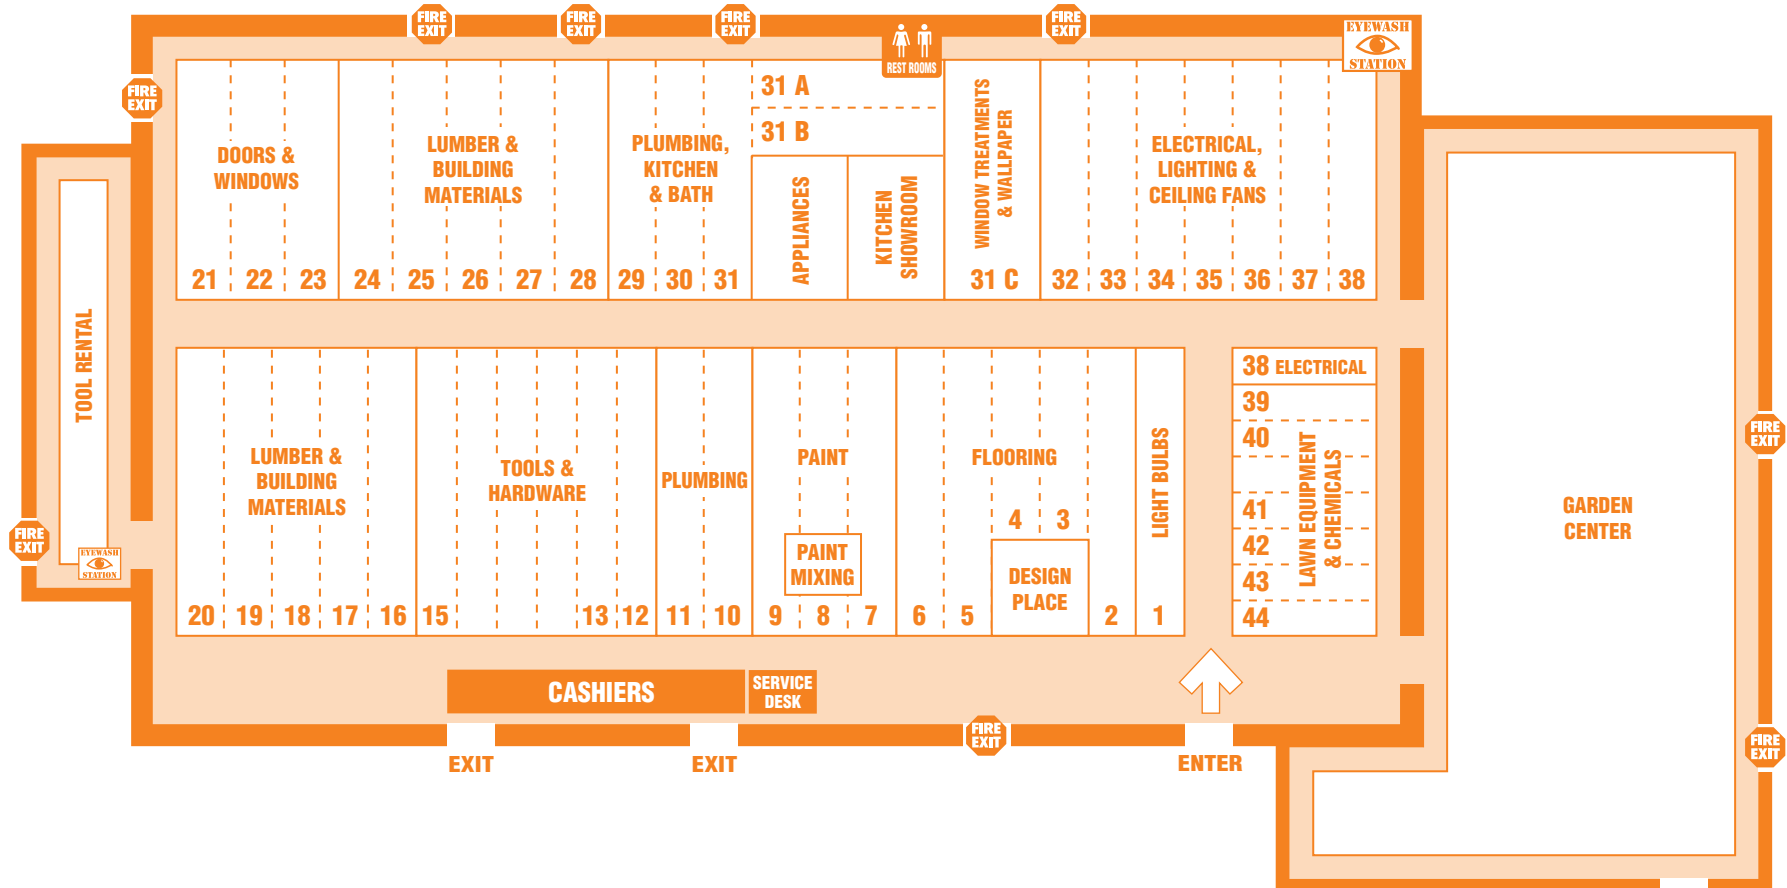 FIRE
EXIT
FIRE
EXIT
FIRE
EXIT
FIRE
EXIT
EYEWASH
STATION
REST ROOMS
FIRE
EXIT
31 A
31 B
DOORS &
WINDOWS
LUMBER &
BUILDING
MATERIALS
PLUMBING,
KITCHEN
& BATH
APPLIANCES
KITCHEN
SHOWROOM
WINDOW TREATMENTS
& WALLPAPER
ELECTRICAL,
LIGHTING &
CEILING FANS
21 22 23 24 25 26 27 28 29 30 31 31 C 32 33 34 35 36 37 38
TOOL RENTAL
38 ELECTRICAL
39
40
41
42
43
44
LAWN EQUIPMENT
& CHEMICALS
LUMBER &
BUILDING
MATERIALS
TOOLS &
HARDWARE
PLUMBING
PAINT
FLOORING
LIGHT BULBS
4 3
PAINT
MIXING
DESIGN
PLACE
20 19 18 17 16 15 13 12 11 10 9 8 7 6 5 2 1
GARDEN
CENTER
FIRE
EXIT
FIRE
EXIT
EYEWASH
STATION
CASHIERS
SERVICE
DESK
FIRE
EXIT
FIRE
EXIT
EXIT
EXIT
ENTER